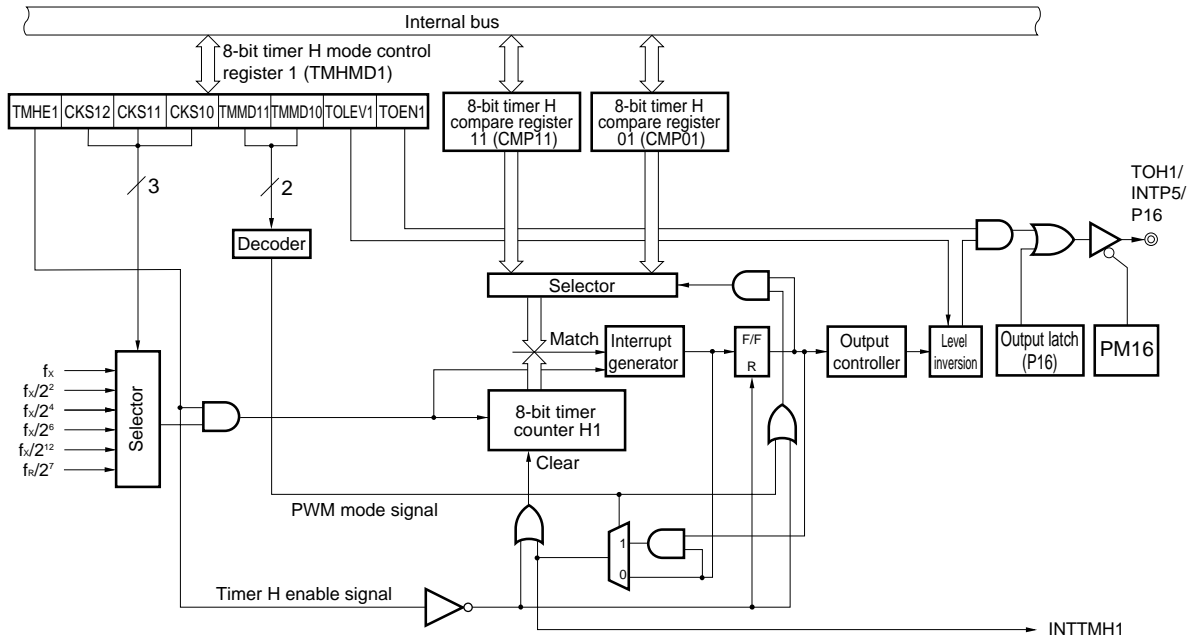 Internal bus
8-bit timer H mode control
register 1 (TMHMD1)
TMHE1 CKS12 CKS11 CKS10 TMMD11 TMMD10 TOLEV1 TOEN1
8-bit timer H
compare register
11 (CMP11)
8-bit timer H
compare register
01 (CMP01)
3
2
TOH1/
INTP5/
P16
Decoder
Selector
Match
Interrupt
generator
F/F
R
Output
controller
Level
inversion
Output latch
(P16)
PM16
fX
fX/2²
fX/2⁴
fX/2⁶
fX/2¹²
fR/2⁷
Selector
8-bit timer
counter H1
Clear
PWM mode signal
1
0
Timer H enable signal
INTTMH1